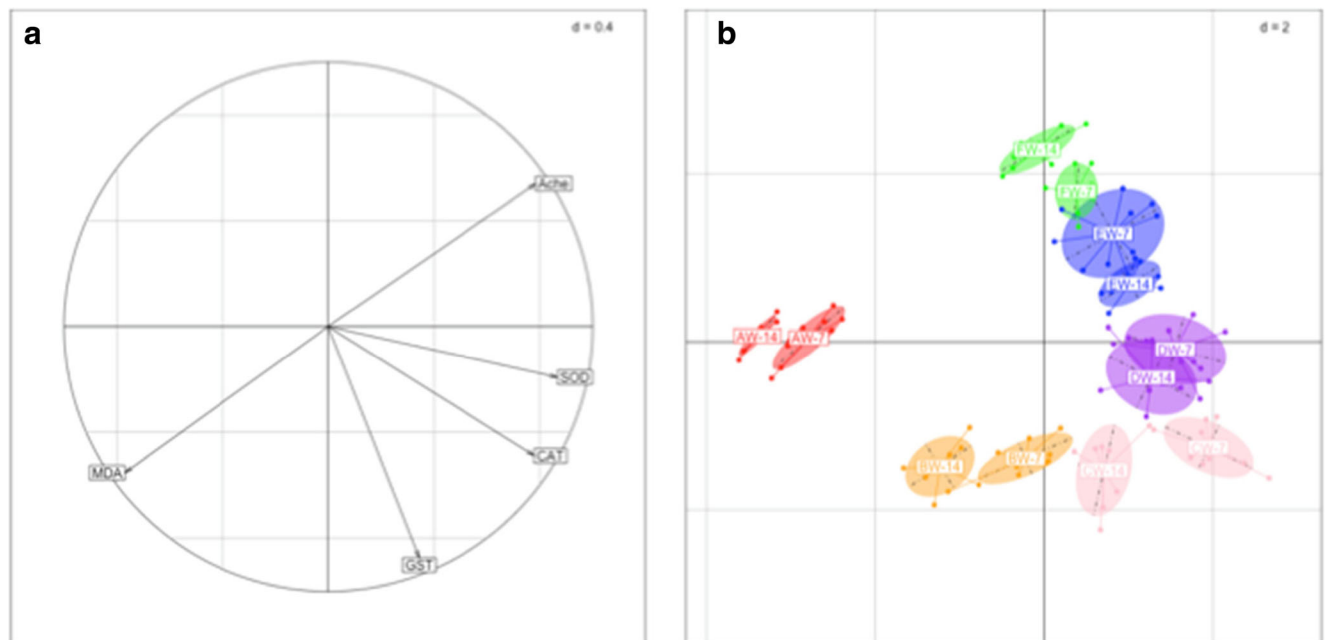 a
d = 0.4
Ache
SOD
CAT
MDA
GST
b
d = 2
FW-14
FW-7
EW-7
EW-14
AW-14
AW-7
DW-7
DW-14
BW-14
BW-7
CW-14
CW-7